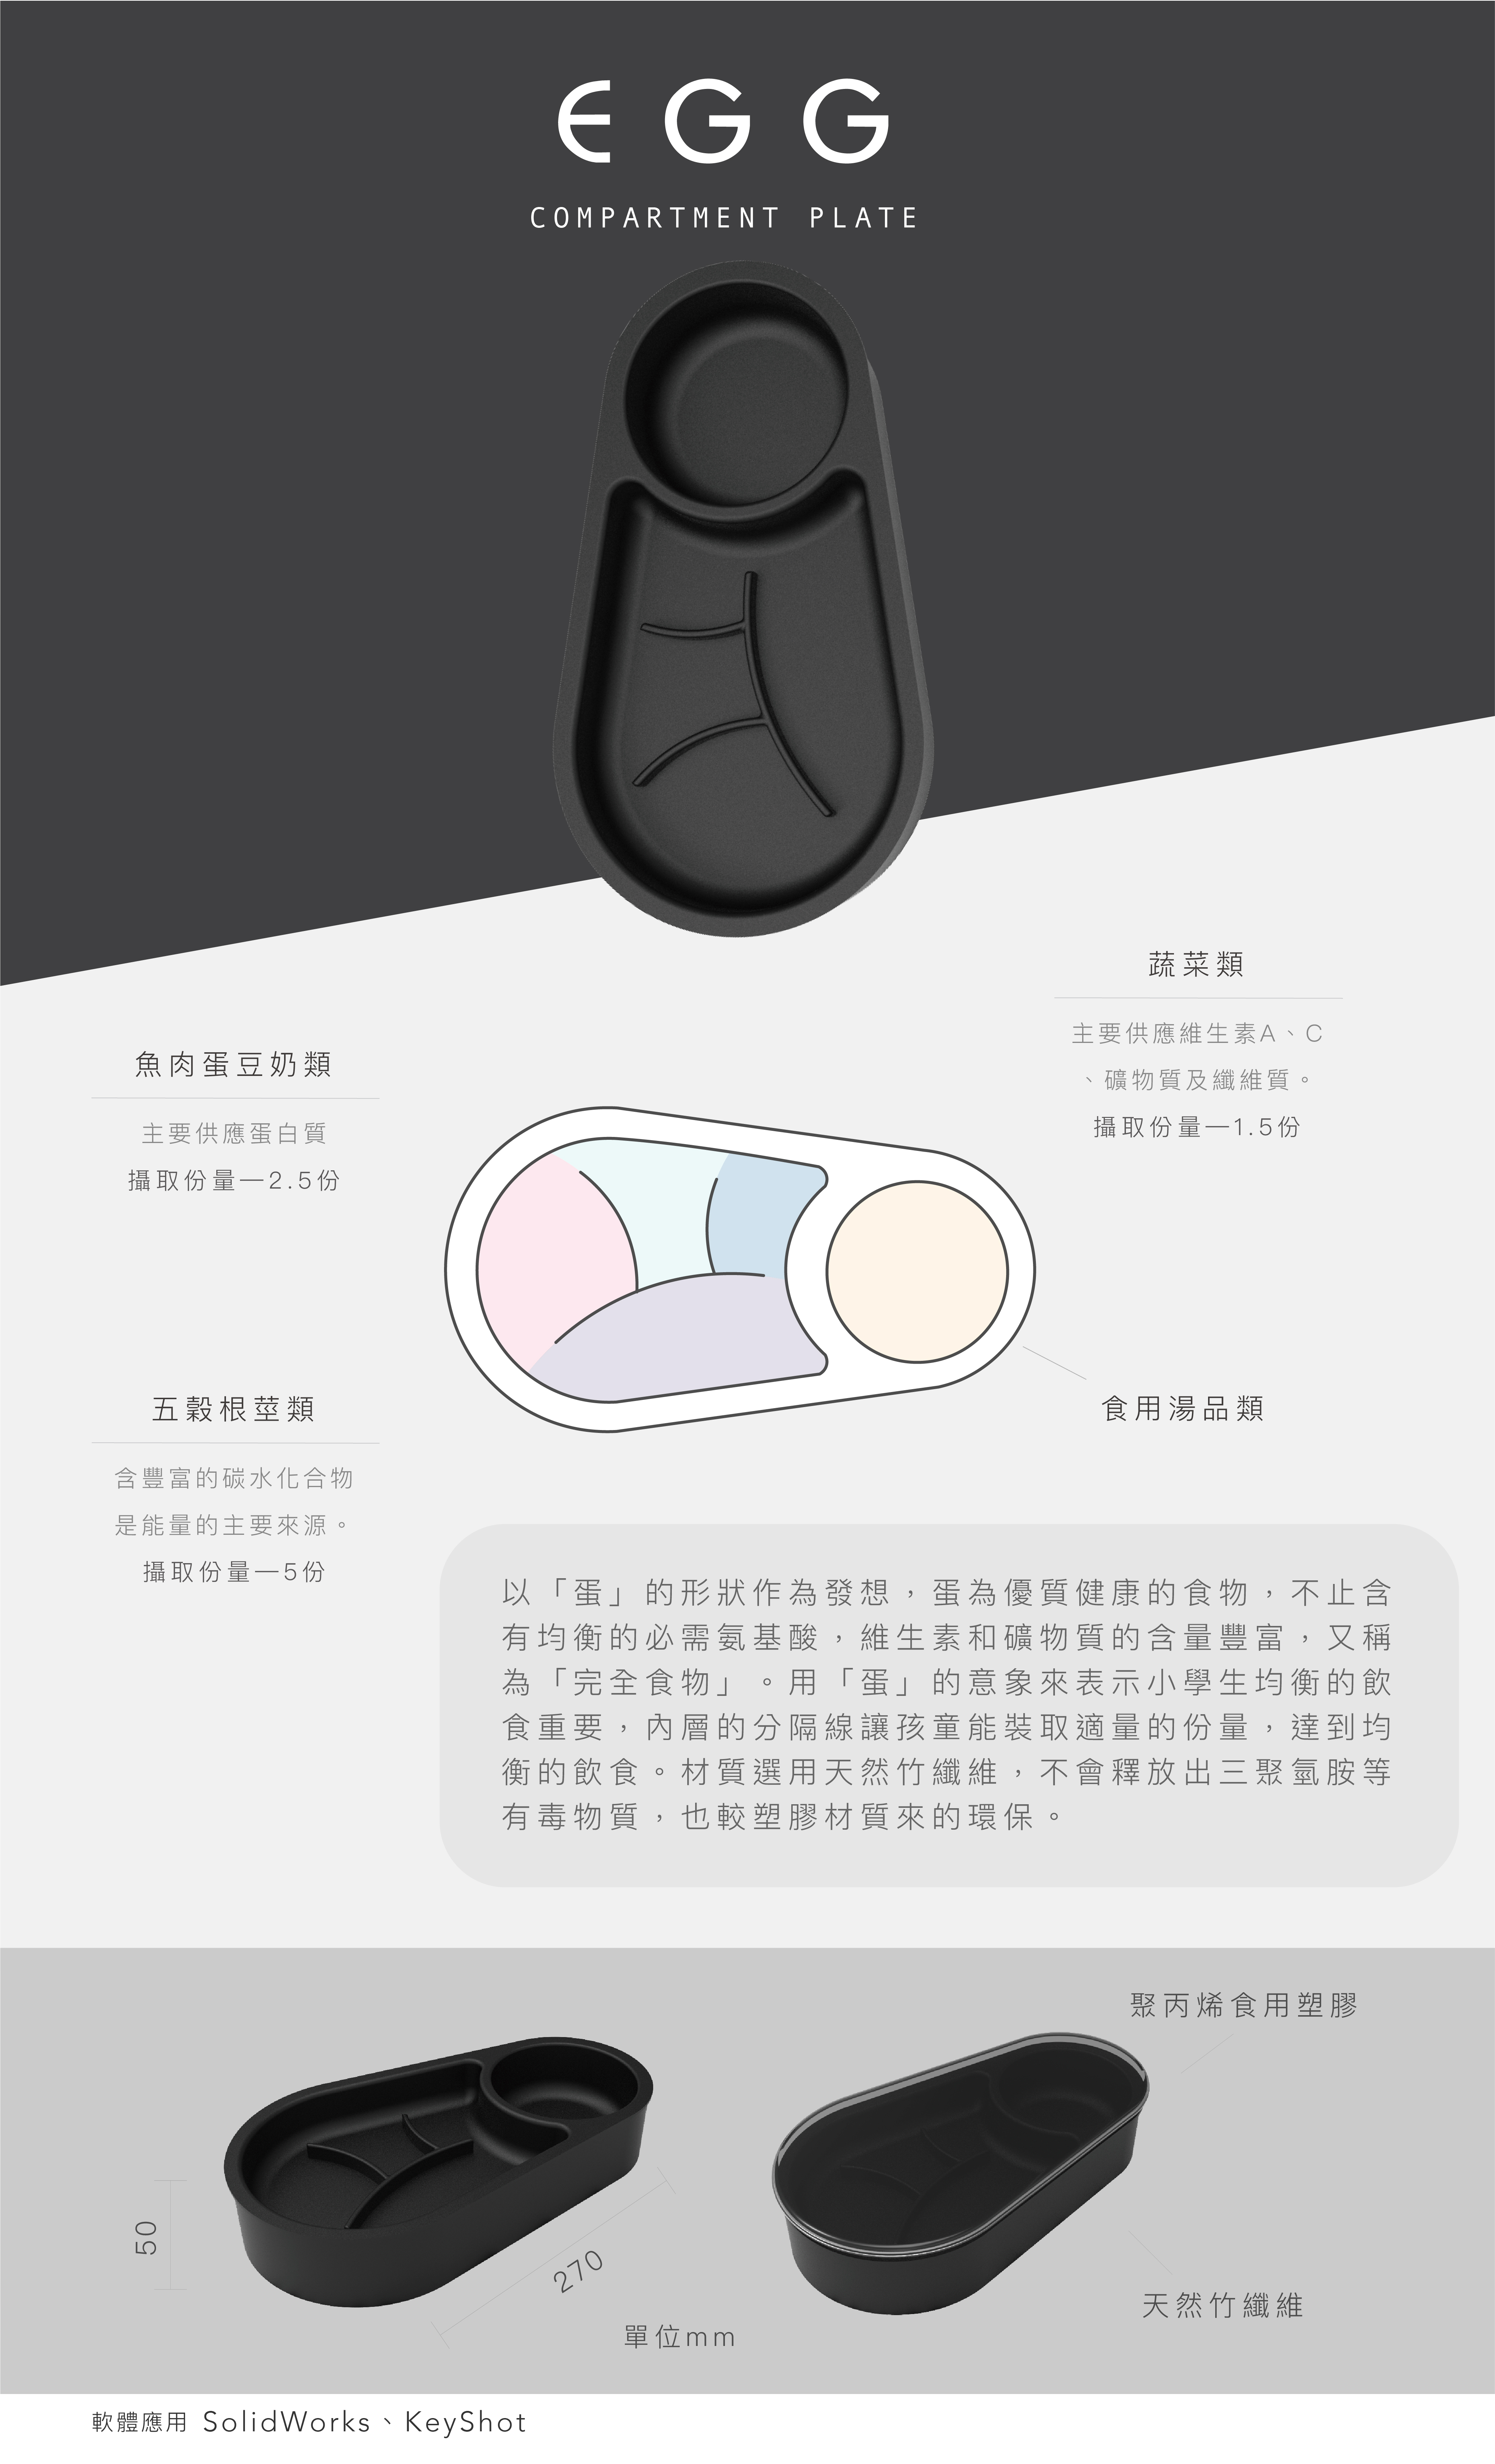 EGG
COMPARTMENT PLATE
蔬菜類
主要供應維生素A、C
、礦物質及纖維質。
攝取份量—1.5份
魚肉蛋豆奶類
主要供應蛋白質
攝取份量—2.5份
五穀根莖類
含豐富的碳水化合物
是能量的主要來源。
攝取份量—5份
食用湯品類
以「蛋」的形狀作為發想，蛋為優質健康的食物，不止含
有均衡的必需氨基酸，維生素和礦物質的含量豐富，又稱
為「完全食物」。用「蛋」的意象來表示小學生均衡的飲
食重要，內層的分隔線讓孩童能裝取適量的份量，達到均
衡的飲食。材質選用天然竹纖維，不會釋放出三聚氫胺等
有毒物質，也較塑膠材質來的環保。
聚丙烯食用塑膠
50
270
單位mm
天然竹纖維
軟體應用 SolidWorks、KeyShot